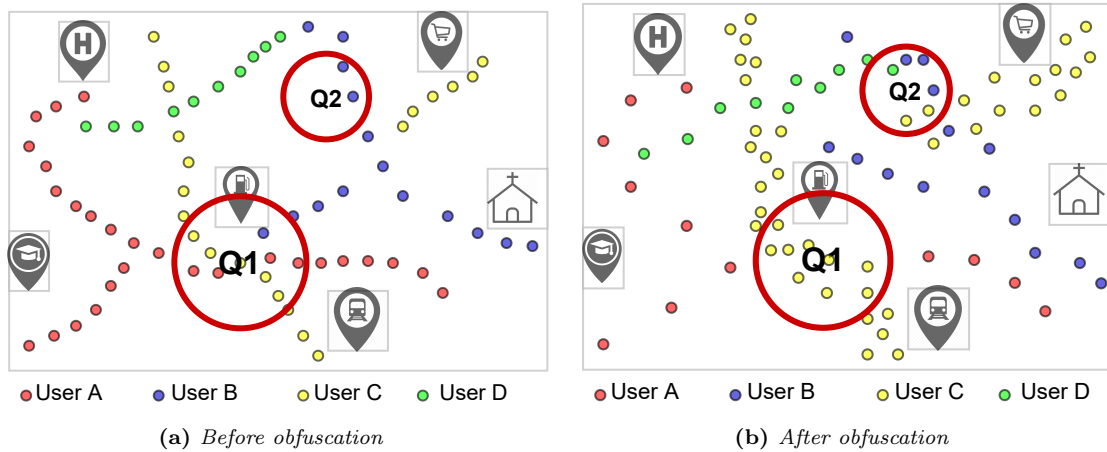 H
H
Q2
Q2
Q1
Q1
User A User B User C User D
User A User B User C User D
(a) Before obfuscation
(b) After obfuscation